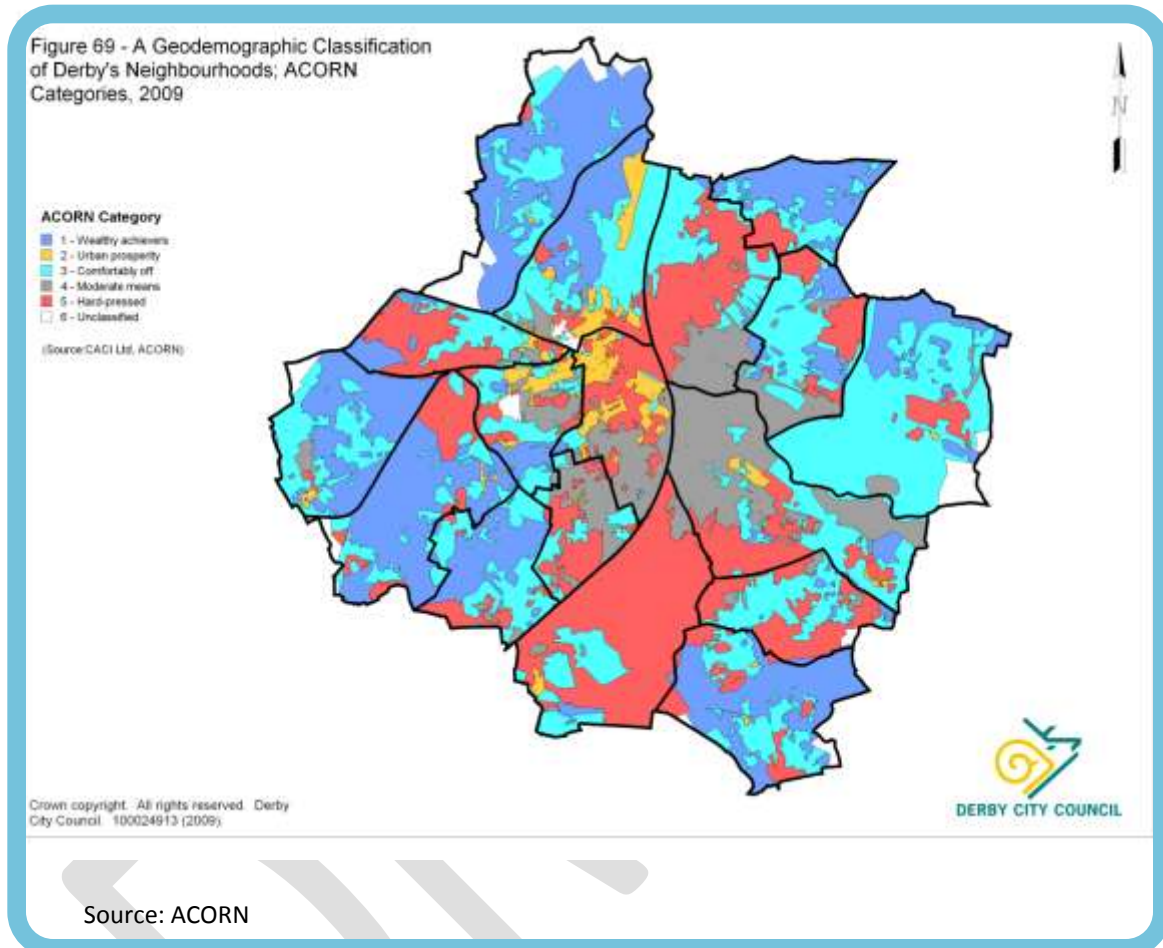 Figure 69 - A Geodemographic Classification
of Derby's Neighbourhoods; ACORN
Categories, 2009
N
ACORN Category
1 - Wealthy achievers
2 - Urban prosperity
3 - Comfortably off
4 - Moderate means
5 - Hard-pressed
6 - Unclassified
(Source:CACI Ltd, ACORN)
Crown copyright. All rights reserved. Derby
City Council. 100024913 (2009).
DERBY CITY COUNCIL
Source: ACORN